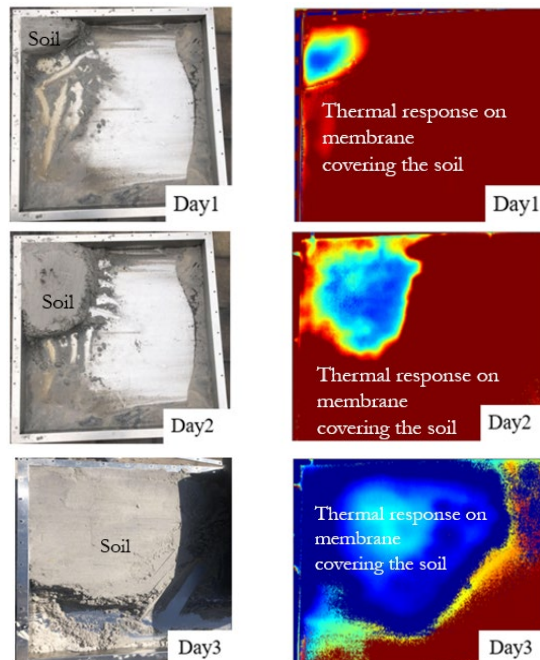 Soil
Day1
Thermal response on
membrane
covering the soil
Day1
Soil
Day2
Thermal response on
membrane
covering the soil
Day2
Soil
Day3
Thermal response on
membrane
covering the soil
Day3